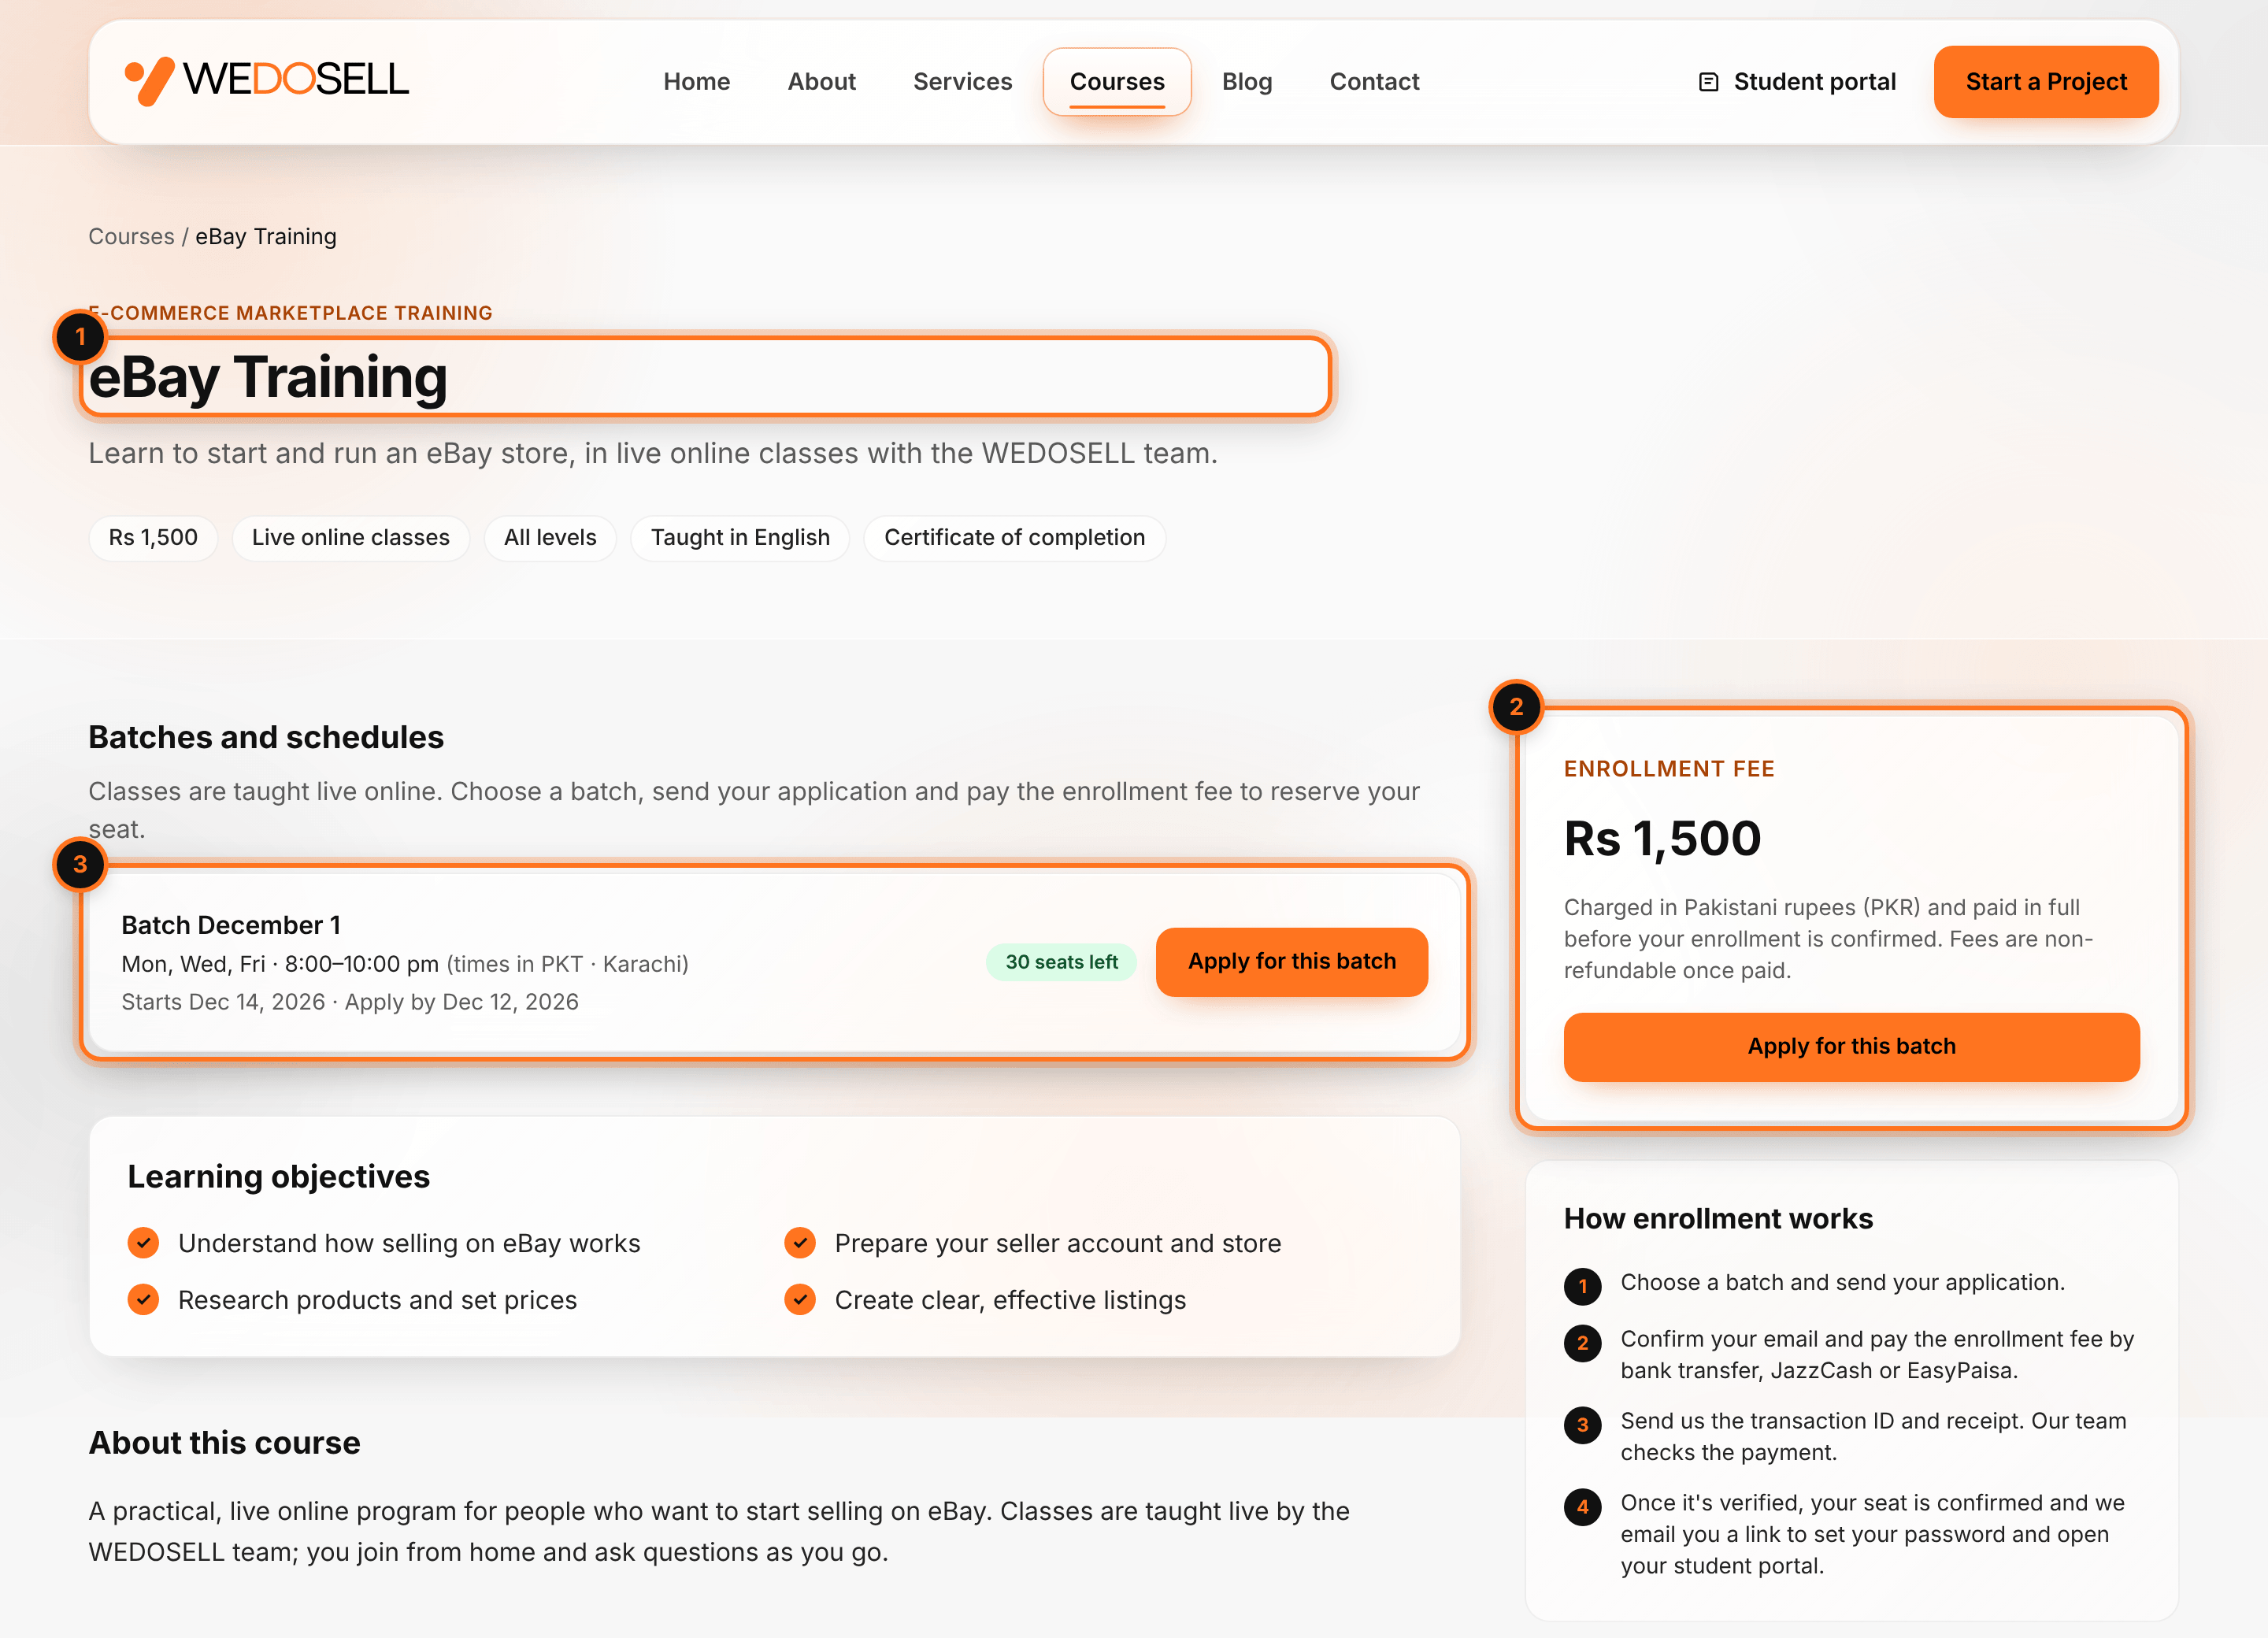 WEDOSELL
Home
About
Services
Courses
Blog
Contact
Student portal
Start a Project
Courses / eBay Training
E-COMMERCE MARKETPLACE TRAINING
1
eBay Training
Learn to start and run an eBay store, in live online classes with the WEDOSELL team.
Rs 1,500
Live online classes
All levels
Taught in English
Certificate of completion
Batches and schedules
Classes are taught live online. Choose a batch, send your application and pay the enrollment fee to reserve your
seat.
3
Batch December 1
Mon, Wed, Fri · 8:00–10:00 pm (times in PKT · Karachi)
Starts Dec 14, 2026 · Apply by Dec 12, 2026
30 seats left
Apply for this batch
Learning objectives
Understand how selling on eBay works
Prepare your seller account and store
Research products and set prices
Create clear, effective listings
About this course
A practical, live online program for people who want to start selling on eBay. Classes are taught live by the
WEDOSELL team; you join from home and ask questions as you go.
2
ENROLLMENT FEE
Rs 1,500
Charged in Pakistani rupees (PKR) and paid in full
before your enrollment is confirmed. Fees are non-
refundable once paid.
Apply for this batch
How enrollment works
1 Choose a batch and send your application.
2 Confirm your email and pay the enrollment fee by
bank transfer, JazzCash or EasyPaisa.
3 Send us the transaction ID and receipt. Our team
checks the payment.
4 Once it's verified, your seat is confirmed and we
email you a link to set your password and open
your student portal.